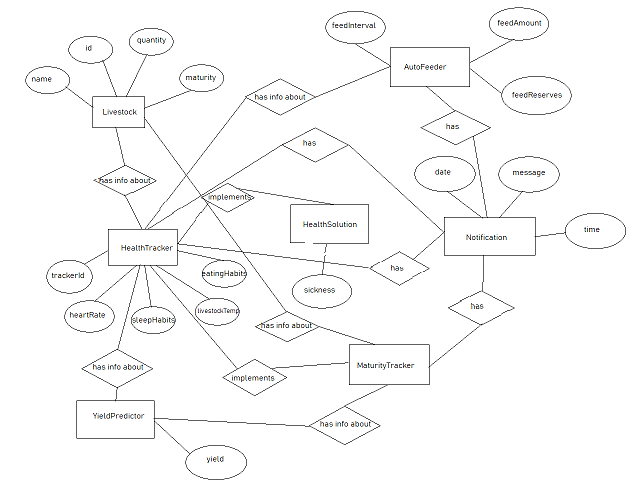 feedInterval
feedAmount
quantity
id
AutoFeeder
name
maturity
has info about
feedReserves
Livestock
has
has
date
message
has info about
implements
HealthSolution
time
Notification
HealthTracker
has
trackerId
eatingHabits
sickness
has
heartRate
sleepHabits
livestockTemp
has info about
has info about
MaturityTracker
implements
YieldPredictor
has info about
yield